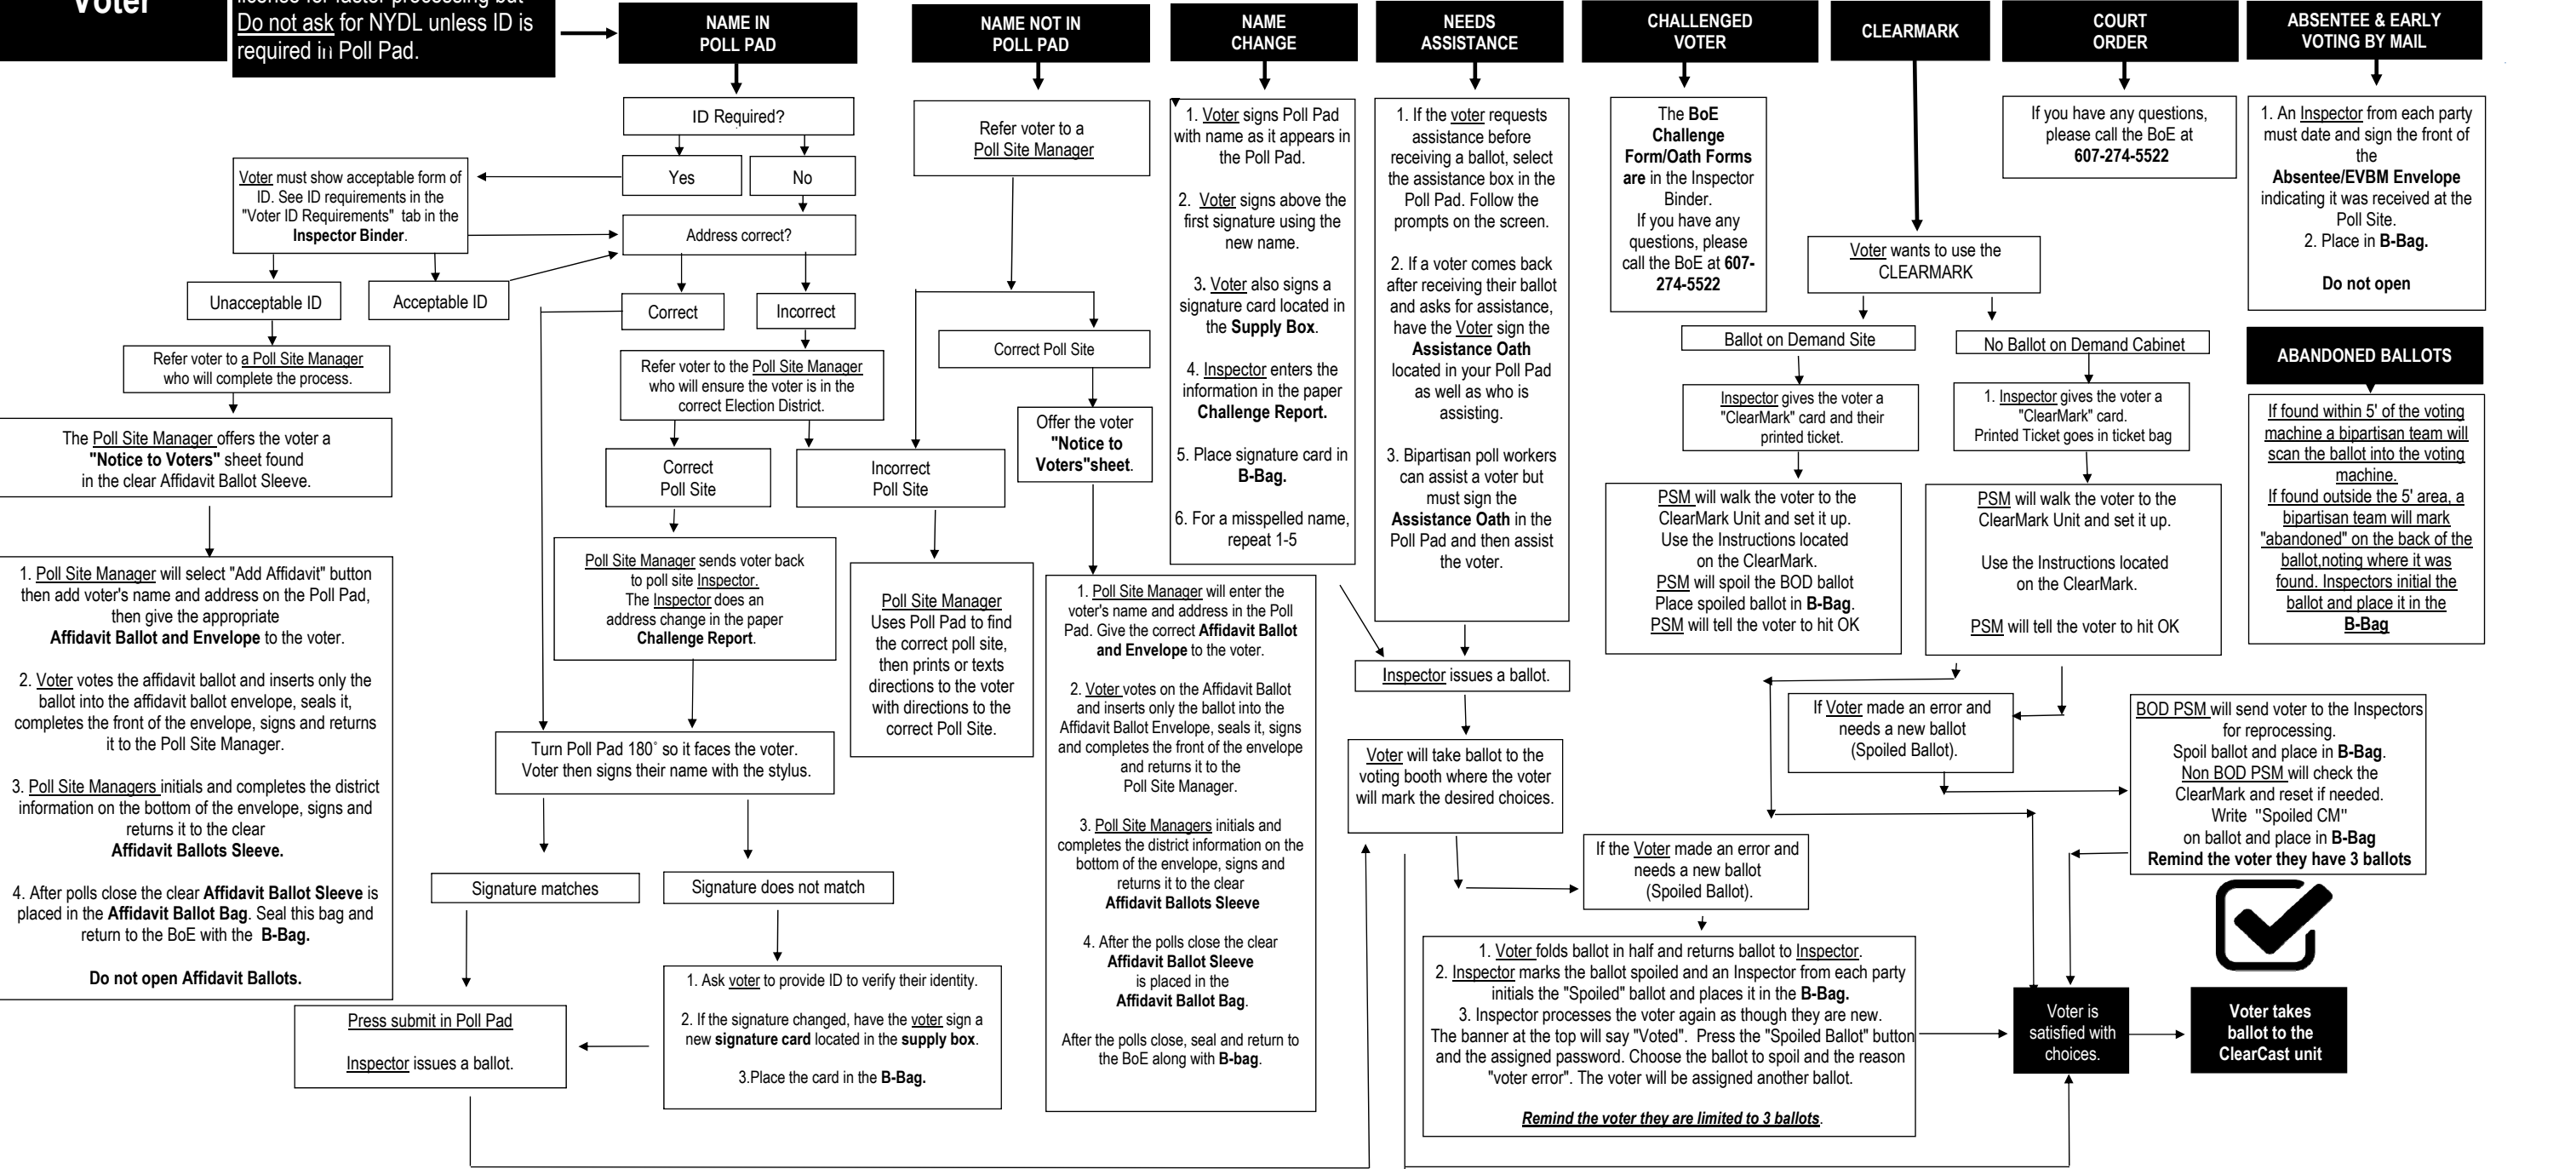 Voter
license for faster processing but
Do not ask for NYDL unless ID is
required in Poll Pad.
NAME IN
POLL PAD
ID Required?
Yes
No
Voter must show acceptable form of
ID. See ID requirements in the
"Voter ID Requirements" tab in the
Inspector Binder.
Address correct?
Unacceptable ID
Acceptable ID
Correct
Incorrect
Refer voter to a Poll Site Manager
who will complete the process.
Refer voter to the Poll Site Manager
who will ensure the voter is in the
correct Election District.
The Poll Site Manager offers the voter a
"Notice to Voters" sheet found
in the clear Affidavit Ballot Sleeve.
Correct
Poll Site
Incorrect
Poll Site
1. Poll Site Manager will select "Add Affidavit" button
then add voter's name and address on the Poll Pad,
then give the appropriate
Affidavit Ballot and Envelope to the voter.
2. Voter votes the affidavit ballot and inserts only the
ballot into the affidavit ballot envelope, seals it,
completes the front of the envelope, signs and returns
it to the Poll Site Manager.
3. Poll Site Managers initials and completes the district
information on the bottom of the envelope, signs and
returns it to the clear
Affidavit Ballots Sleeve.
4. After polls close the clear Affidavit Ballot Sleeve is
placed in the Affidavit Ballot Bag. Seal this bag and
return to the BoE with the B-Bag.
Do not open Affidavit Ballots.
Poll Site Manager sends voter back
to poll site Inspector.
The Inspector does an
address change in the paper
Challenge Report.
Turn Poll Pad 180˚ so it faces the voter.
Voter then signs their name with the stylus.
Signature matches
Signature does not match
1. Ask voter to provide ID to verify their identity.
2. If the signature changed, have the voter sign a
new signature card located in the supply box.
3.Place the card in the B-Bag.
Press submit in Poll Pad
Inspector issues a ballot.
NAME NOT IN
POLL PAD
Refer voter to a
Poll Site Manager
Correct Poll Site
Offer the voter
"Notice to
Voters"sheet.
Poll Site Manager
Uses Poll Pad to find
the correct poll site,
then prints or texts
directions to the voter
with directions to the
correct Poll Site.
1. Poll Site Manager will enter the
voter's name and address in the Poll
Pad. Give the correct Affidavit Ballot
and Envelope to the voter.
2. Voter votes on the Affidavit Ballot
and inserts only the ballot into the
Affidavit Ballot Envelope, seals it, signs
and completes the front of the envelope
and returns it to the
Poll Site Manager.
3. Poll Site Managers initials and
completes the district information on the
bottom of the envelope, signs and
returns it to the clear
Affidavit Ballots Sleeve
4. After the polls close the clear
Affidavit Ballot Sleeve
is placed in the
Affidavit Ballot Bag.
After the polls close, seal and return to
the BoE along with B-bag.
NAME
CHANGE
1. Voter signs Poll Pad
with name as it appears in
the Poll Pad.
2. Voter signs above the
first signature using the
new name.
3. Voter also signs a
signature card located in
the Supply Box.
4. Inspector enters the
information in the paper
Challenge Report.
5. Place signature card in
B-Bag.
6. For a misspelled name,
repeat 1-5
NEEDS
ASSISTANCE
1. If the voter requests
assistance before
receiving a ballot, select
the assistance box in the
Poll Pad. Follow the
prompts on the screen.
2. If a voter comes back
after receiving their ballot
and asks for assistance,
have the Voter sign the
Assistance Oath
located in your Poll Pad
as well as who is
assisting.
3. Bipartisan poll workers
can assist a voter but
must sign the
Assistance Oath in the
Poll Pad and then assist
the voter.
Inspector issues a ballot.
Voter will take ballot to the
voting booth where the voter
will mark the desired choices.
If the Voter made an error and
needs a new ballot
(Spoiled Ballot).
1. Voter folds ballot in half and returns ballot to Inspector.
2. Inspector marks the ballot spoiled and an Inspector from each party
initials the "Spoiled" ballot and places it in the B-Bag.
3. Inspector processes the voter again as though they are new.
The banner at the top will say "Voted". Press the "Spoiled Ballot" button
and the assigned password. Choose the ballot to spoil and the reason
"voter error". The voter will be assigned another ballot.
Remind the voter they are limited to 3 ballots.
CHALLENGED
VOTER
The BoE
Challenge
Form/Oath Forms
are in the Inspector
Binder.
If you have any
questions, please
call the BoE at 607-
274-5522
CLEARMARK
Voter wants to use the
CLEARMARK
Ballot on Demand Site
No Ballot on Demand Cabinet
Inspector gives the voter a
"ClearMark" card and their
printed ticket.
1. Inspector gives the voter a
"ClearMark" card.
Printed Ticket goes in ticket bag
PSM will walk the voter to the
ClearMark Unit and set it up.
Use the Instructions located
on the ClearMark.
PSM will spoil the BOD ballot
Place spoiled ballot in B-Bag.
PSM will tell the voter to hit OK
PSM will walk the voter to the
ClearMark Unit and set it up.
Use the Instructions located
on the ClearMark.
PSM will tell the voter to hit OK
If Voter made an error and
needs a new ballot
(Spoiled Ballot).
BOD PSM will send voter to the Inspectors
for reprocessing.
Spoil ballot and place in B-Bag.
Non BOD PSM will check the
ClearMark and reset if needed.
Write "Spoiled CM"
on ballot and place in B-Bag
Remind the voter they have 3 ballots
Voter is
satisfied with
choices.
Voter takes
ballot to the
ClearCast unit
COURT
ORDER
If you have any questions,
please call the BoE at
607-274-5522
ABSENTEE & EARLY
VOTING BY MAIL
1. An Inspector from each party
must date and sign the front of
the
Absentee/EVBM Envelope
indicating it was received at the
Poll Site.
2. Place in B-Bag.
Do not open
ABANDONED BALLOTS
If found within 5' of the voting
machine a bipartisan team will
scan the ballot into the voting
machine.
If found outside the 5' area, a
bipartisan team will mark
"abandoned" on the back of the
ballot,noting where it was
found. Inspectors initial the
ballot and place it in the
B-Bag